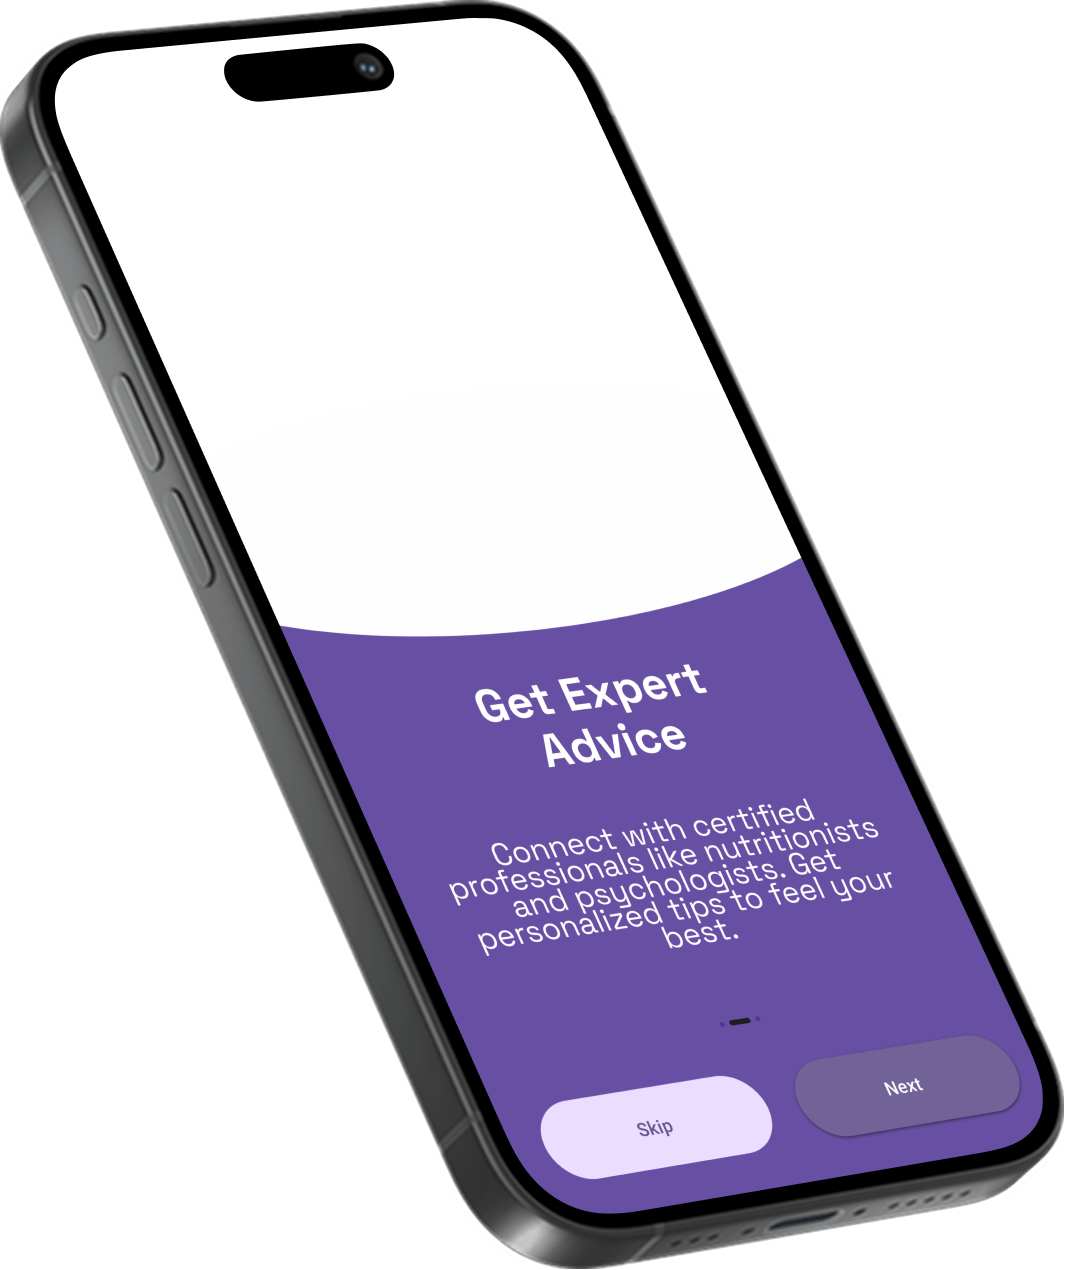 Get Expert
Advice
Connect with certified
professionals like nutritionists
and psychologists. Get
personalized tips to feel your
best.
Skip
Next